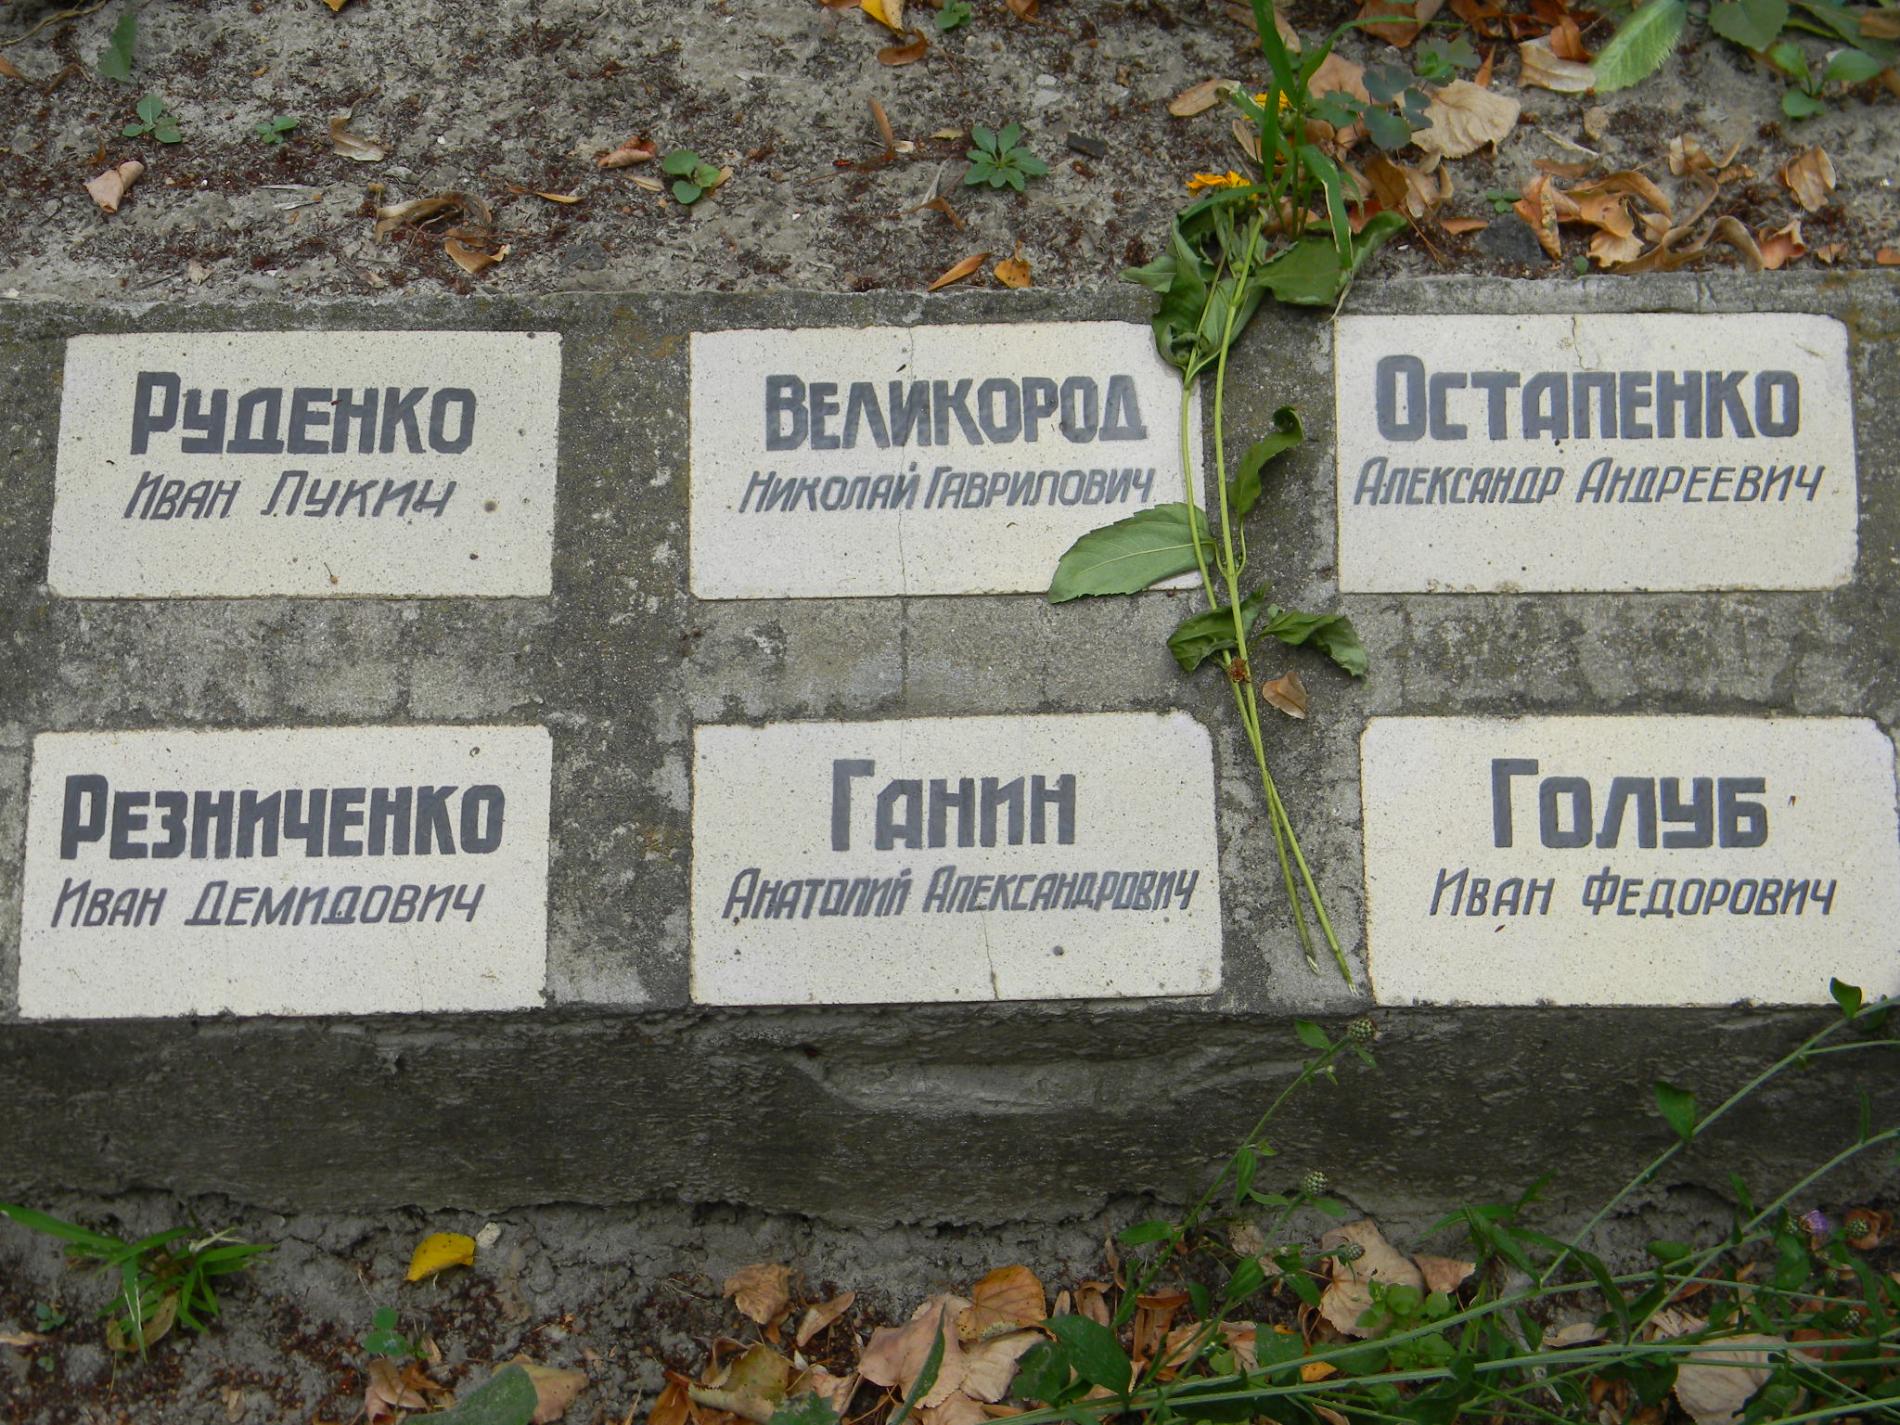 Руденко
Иван Лукич
Великород
Николай Гаврилович
Остапенко
Александр Андреевич
Резниченко
Иван Демидович
Ганин
Анатолий Александрович
Голуб
Иван Федорович